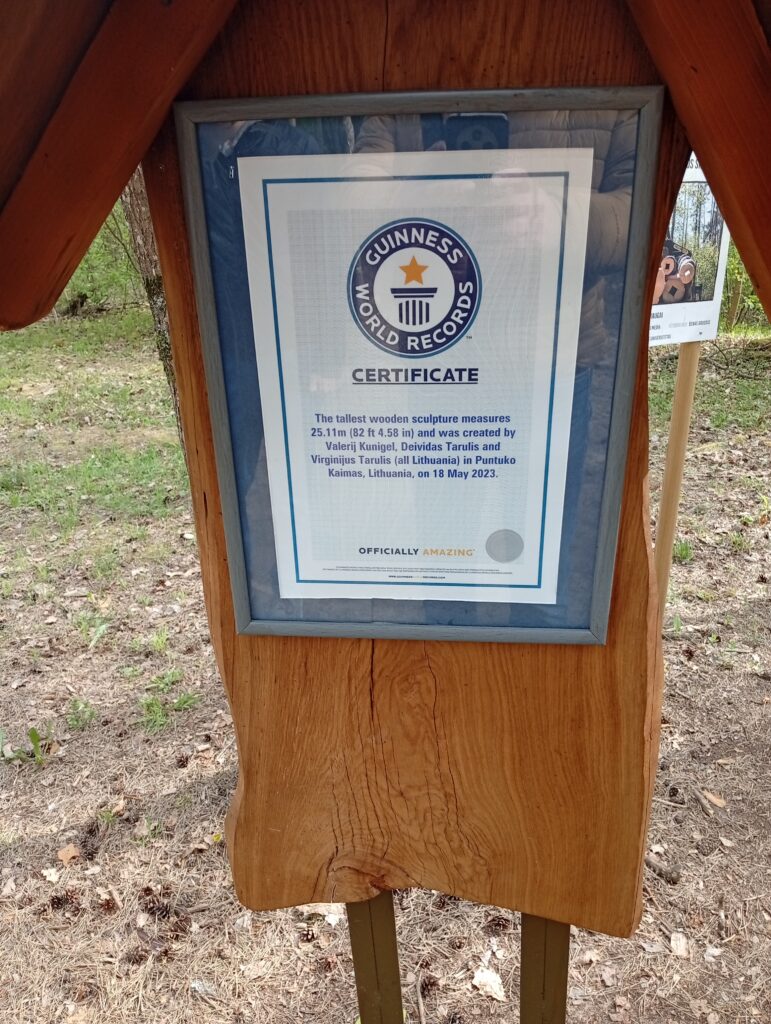 GUINNESS
WORLD RECORDS
TM
CERTIFICATE
The tallest wooden sculpture measures
25.11m (82 ft 4.58 in) and was created by
Valerij Kunigel, Deividas Tarulis and
Virginijus Tarulis (all Lithuania) in Puntuko
Kaimas, Lithuania, on 18 May 2023.
OFFICIALLY AMAZING